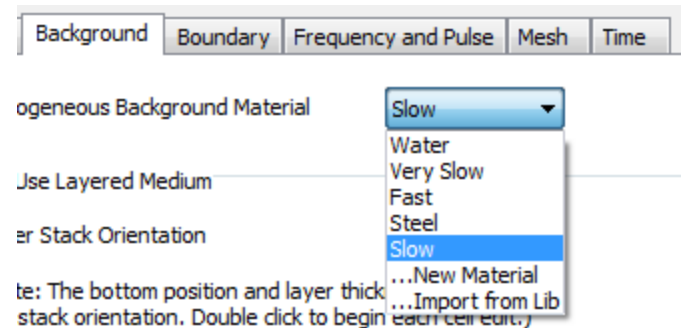 Background Boundary Frequency and Pulse Mesh Time
ogeneous Background Material Slow
Water
Very Slow
Use Layered Medium
Fast
er Stack Orientation
Steel
Slow
...New Material
te: The bottom position and layer thick
...Import from Lib
stack orientation. Double click to begin each cell edit.)